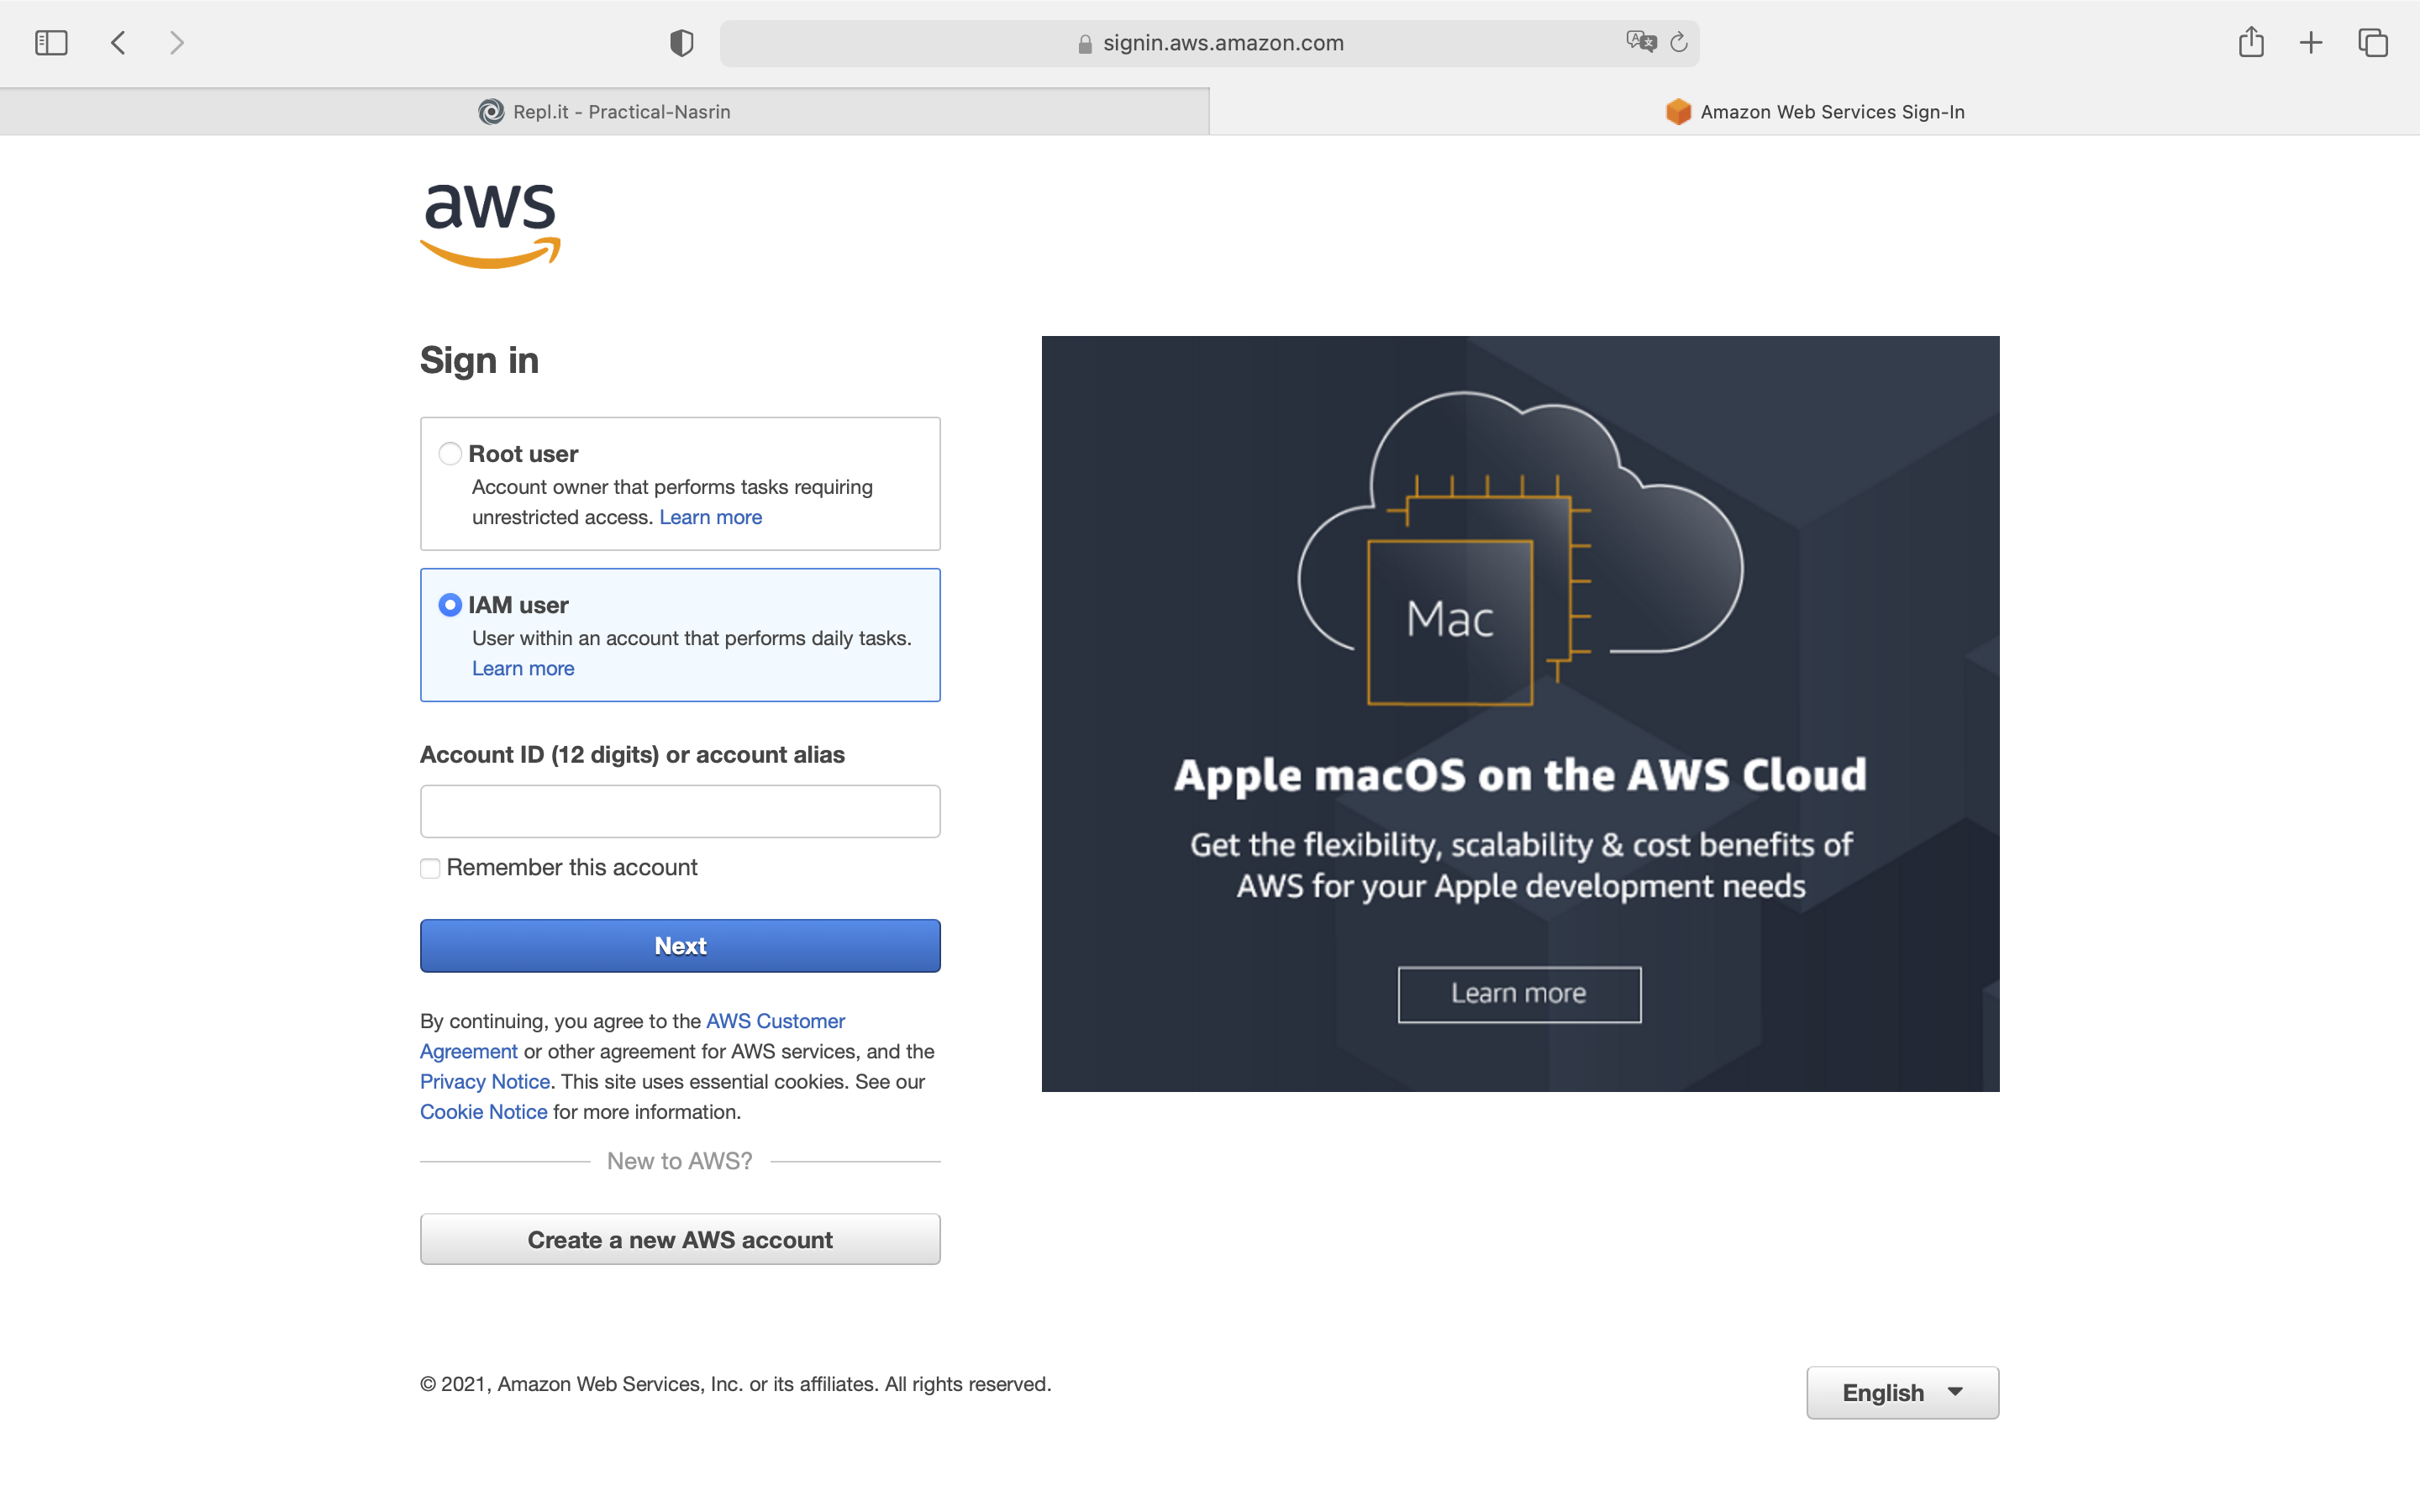 signin.aws.amazon.com
Repl.it - Practical-Nasrin
Amazon Web Services Sign-In
aws
Sign in
Root user
Account owner that performs tasks requiring
unrestricted access. Learn more
IAM user
User within an account that performs daily tasks.
Learn more
Account ID (12 digits) or account alias
Remember this account
Next
By continuing, you agree to the AWS Customer
Agreement or other agreement for AWS services, and the
Privacy Notice. This site uses essential cookies. See our
Cookie Notice for more information.
New to AWS?
Create a new AWS account
Mac
Apple macOS on the AWS Cloud
Get the flexibility, scalability & cost benefits of
AWS for your Apple development needs
Learn more
© 2021, Amazon Web Services, Inc. or its affiliates. All rights reserved.
English